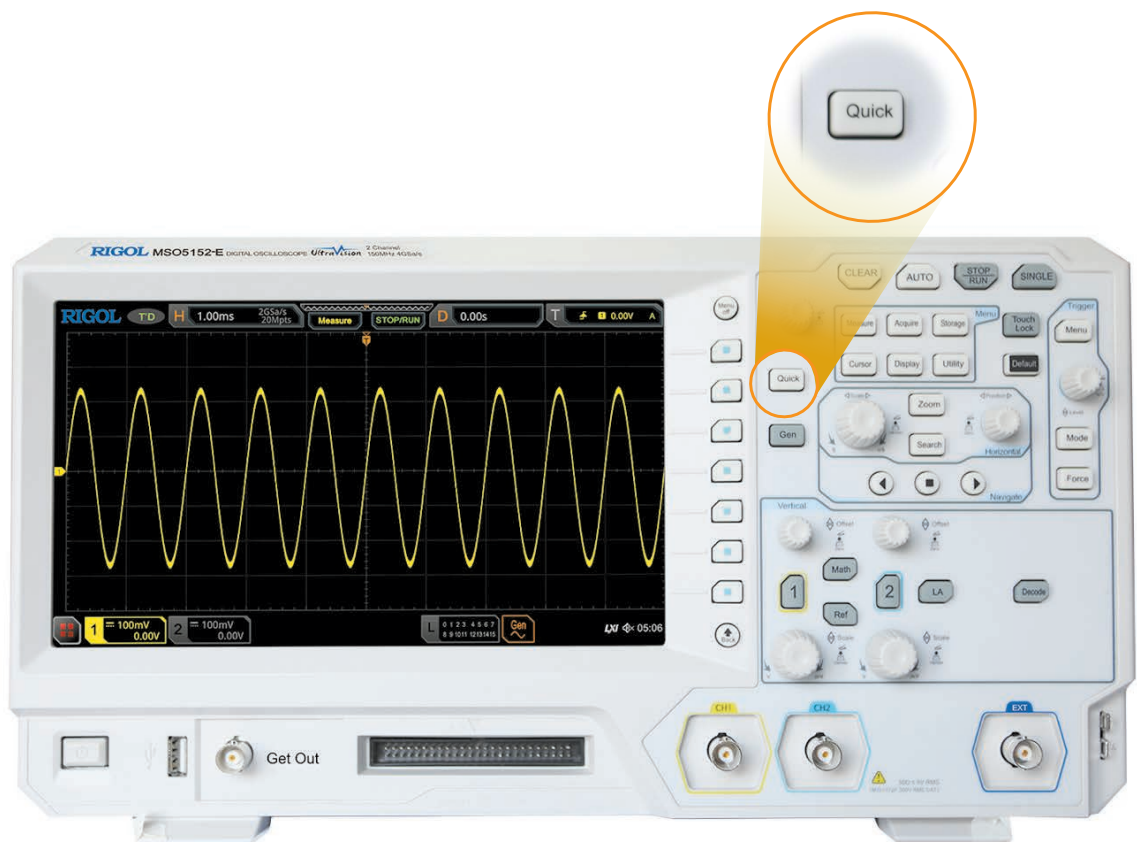 Quick
RIGOL MSO5152-E DIGITAL OSCILLOSCOPE UltraVision 2 Channel 150MHz 4GSa/s
CLEAR AUTO STOP RUN SINGLE
RIGOL T'D H 1.00ms 2GSa/s 20Mpts Measure STOP/RUN D 0.00s T 1 0.00V A
Menu off
Measure Acquire Storage Menu Touch Lock
Cursor Display Utility Default
Trigger
Menu
Level
Mode
Force
Quick
Gen
Scale Zoom Position
Search
Horizontal
Navigate
Vertical
Offset Offset
1 Math 2 LA Decode
Ref
Scale Scale
Back
T
1
1 100mV 0.00V 2 100mV 0.00V L 0 1 2 3 4 5 6 7 8 9 10 11 12 13 14 15 Gen LXI 05:06
CH1 CH2 EXT
Get Out